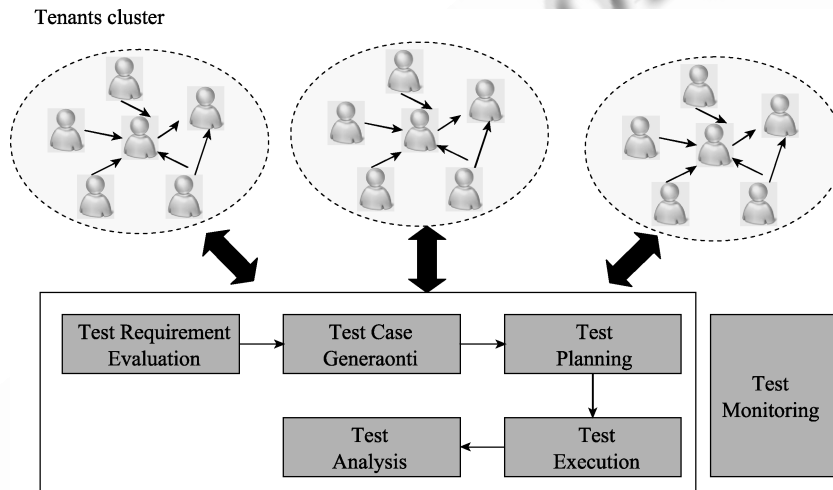 Tenants cluster
Test Requirement
Evaluation
Test Case
Generaonti
Test
Planning
Test
Monitoring
Test
Analysis
Test
Execution